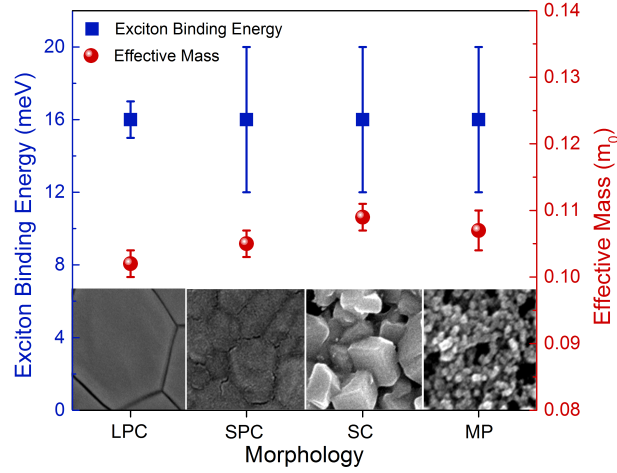 Exciton Binding Energy
Effective Mass
Exciton Binding Energy (meV)
20
16
12
8
4
0
0.14
0.13
0.12
0.11
0.10
0.09
0.08
Effective Mass (m0)
LPC SPC SC MP
Morphology